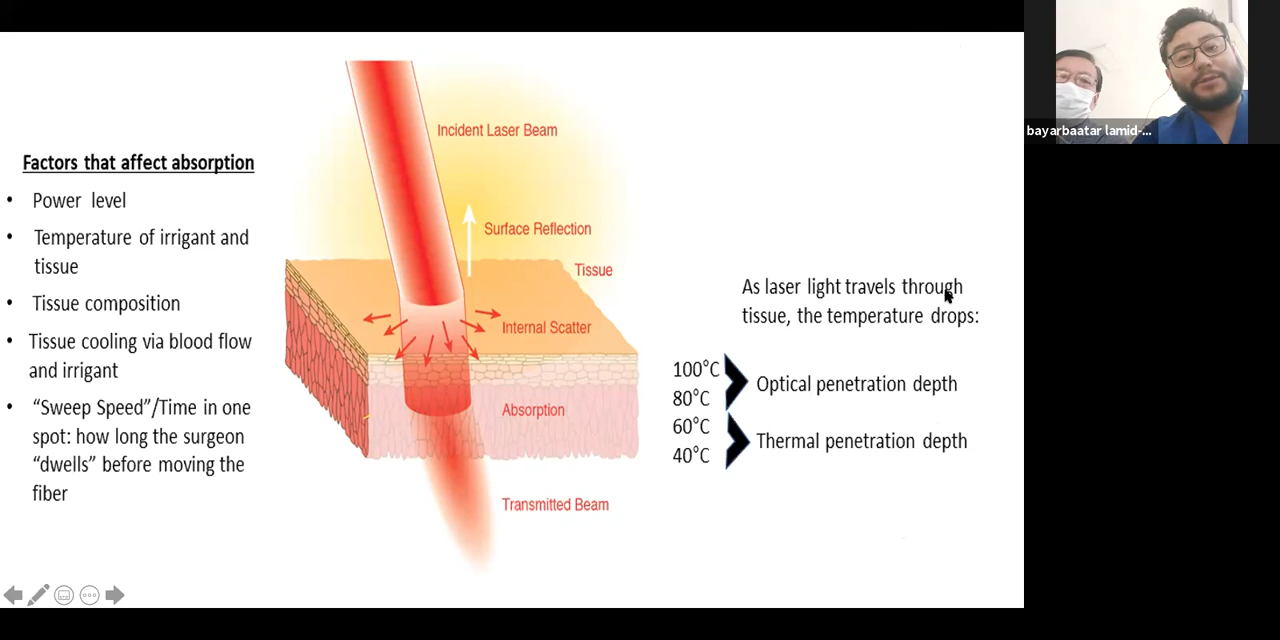 Factors that affect absorption
• Power level
• Temperature of irrigant and
tissue
• Tissue composition
• Tissue cooling via blood flow
and irrigant
• “Sweep Speed”/Time in one
spot: how long the surgeon
“dwells” before moving the
fiber
Incident Laser Beam
Surface Reflection
Tissue
Internal Scatter
Absorption
Transmitted Beam
As laser light travels through
tissue, the temperature drops:
100°C
80°C
Optical penetration depth
60°C
40°C
Thermal penetration depth
bayarbaatar lamid-...